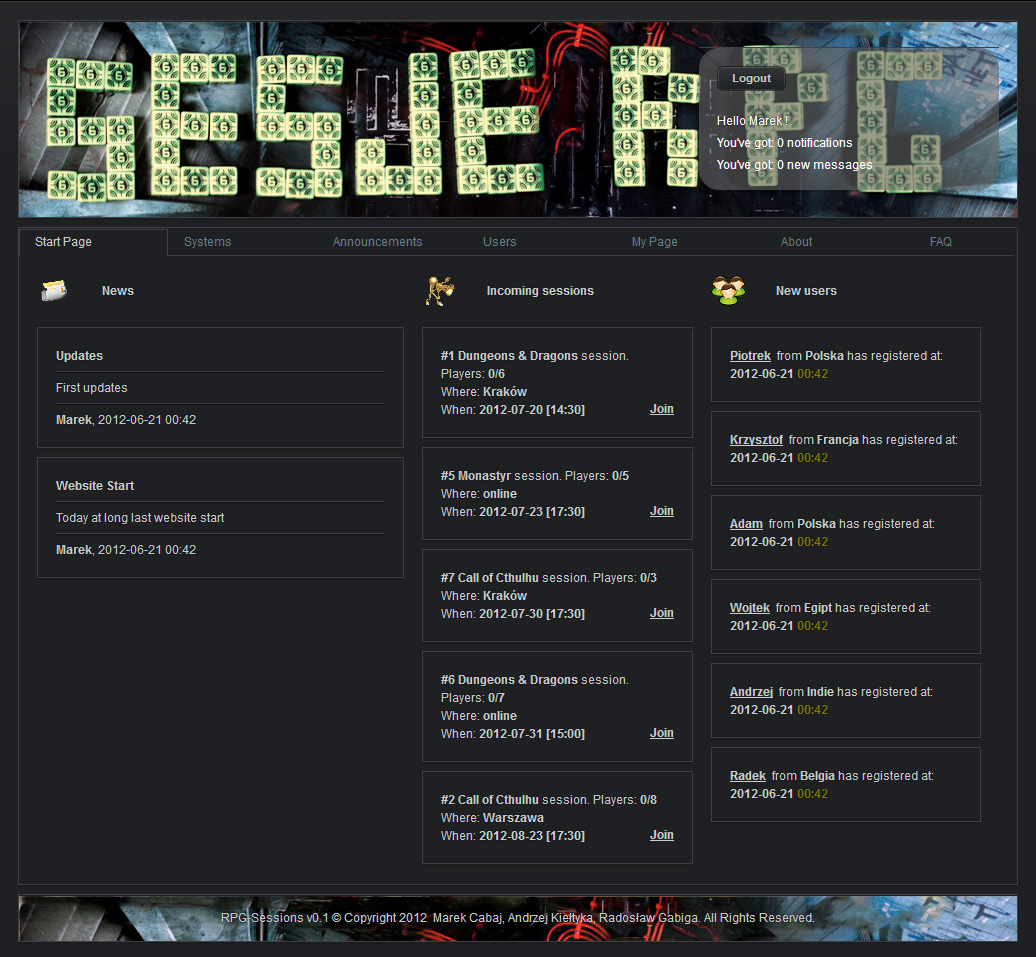 SESJE RPG
Logout
Hello Marek !
You've got: 0 notifications
You've got: 0 new messages
Start Page Systems Announcements Users My Page About FAQ
News
Updates
First updates
Marek, 2012-06-21 00:42
Website Start
Today at long last website start
Marek, 2012-06-21 00:42
Incoming sessions
#1 Dungeons & Dragons session.
Players: 0/6
Where: Kraków
When: 2012-07-20 [14:30] Join
#5 Monastyr session. Players: 0/5
Where: online
When: 2012-07-23 [17:30] Join
#7 Call of Cthulhu session. Players: 0/3
Where: Kraków
When: 2012-07-30 [17:30] Join
#6 Dungeons & Dragons session.
Players: 0/7
Where: online
When: 2012-07-31 [15:00] Join
#2 Call of Cthulhu session. Players: 0/8
Where: Warszawa
When: 2012-08-23 [17:30] Join
New users
Piotrek from Polska has registered at:
2012-06-21 00:42
Krzysztof from Francja has registered at:
2012-06-21 00:42
Adam from Polska has registered at:
2012-06-21 00:42
Wojtek from Egipt has registered at:
2012-06-21 00:42
Andrzej from Indie has registered at:
2012-06-21 00:42
Radek from Belgia has registered at:
2012-06-21 00:42
RPG-Sessions v0.1 © Copyright 2012 Marek Cabaj, Andrzej Kiełtyka, Radosław Gabiga. All Rights Reserved.